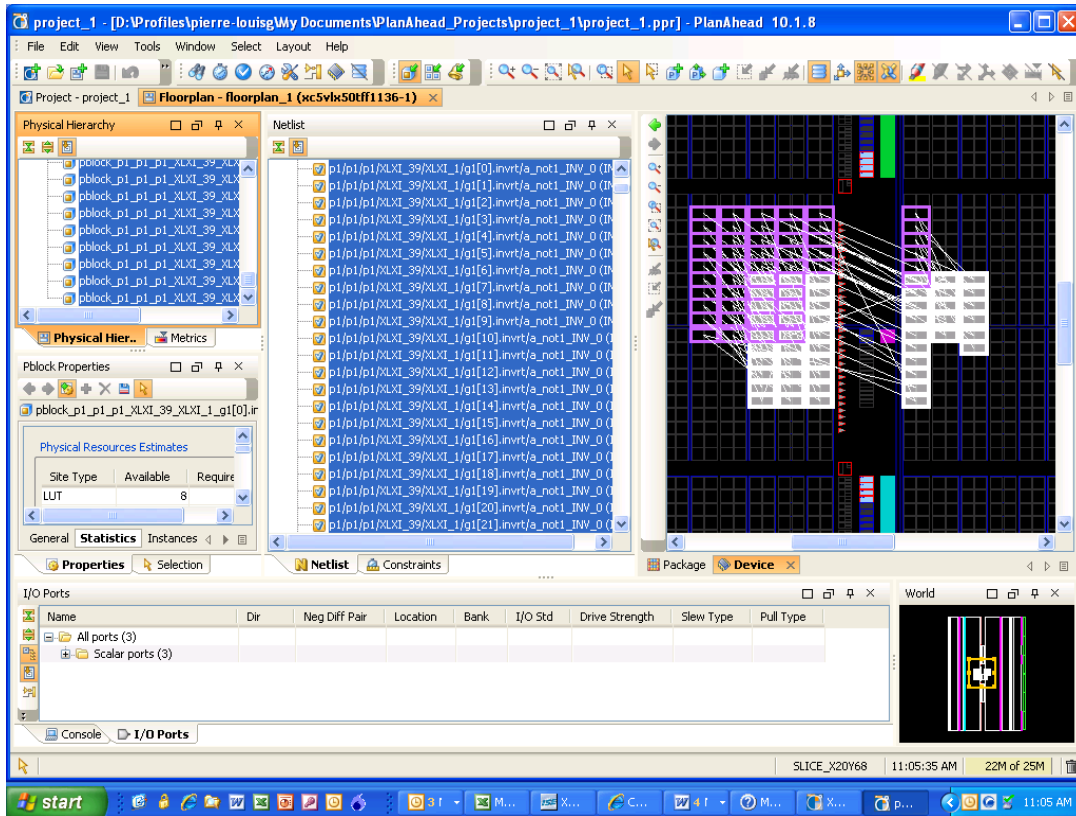 project_1 - [D:\Profiles\pierre-louisg\My Documents\PlanAhead_Projects\project_1\project_1.ppr] - PlanAhead 10.1.8
File Edit View Tools Window Select Layout Help
Project - project_1 Floorplan - floorplan_1 (xc5vlx50tff1136-1)
Physical Hierarchy
pblock_p1_p1_p1_XLXI_39_XLX
pblock_p1_p1_p1_XLXI_39_XLX
pblock_p1_p1_p1_XLXI_39_XLX
pblock_p1_p1_p1_XLXI_39_XLX
pblock_p1_p1_p1_XLXI_39_XLX
pblock_p1_p1_p1_XLXI_39_XLX
pblock_p1_p1_p1_XLXI_39_XLX
pblock_p1_p1_p1_XLXI_39_XLX
pblock_p1_p1_p1_XLXI_39_XLX
Physical Hier.. Metrics
Pblock Properties
pblock_p1_p1_p1_XLXI_39_XLXI_1_g1[0].ir
Physical Resources Estimates
Site Type Available Require
LUT 8
General Statistics Instances
Properties Selection
Netlist
p1/p1/p1/XLXI_39/XLXI_1/g1[0].invrt/a_not1_INV_0 (IN
p1/p1/p1/XLXI_39/XLXI_1/g1[1].invrt/a_not1_INV_0 (IN
p1/p1/p1/XLXI_39/XLXI_1/g1[2].invrt/a_not1_INV_0 (IN
p1/p1/p1/XLXI_39/XLXI_1/g1[3].invrt/a_not1_INV_0 (IN
p1/p1/p1/XLXI_39/XLXI_1/g1[4].invrt/a_not1_INV_0 (IN
p1/p1/p1/XLXI_39/XLXI_1/g1[5].invrt/a_not1_INV_0 (IN
p1/p1/p1/XLXI_39/XLXI_1/g1[6].invrt/a_not1_INV_0 (IN
p1/p1/p1/XLXI_39/XLXI_1/g1[7].invrt/a_not1_INV_0 (IN
p1/p1/p1/XLXI_39/XLXI_1/g1[8].invrt/a_not1_INV_0 (IN
p1/p1/p1/XLXI_39/XLXI_1/g1[9].invrt/a_not1_INV_0 (IN
p1/p1/p1/XLXI_39/XLXI_1/g1[10].invrt/a_not1_INV_0 (I
p1/p1/p1/XLXI_39/XLXI_1/g1[11].invrt/a_not1_INV_0 (I
p1/p1/p1/XLXI_39/XLXI_1/g1[12].invrt/a_not1_INV_0 (I
p1/p1/p1/XLXI_39/XLXI_1/g1[13].invrt/a_not1_INV_0 (I
p1/p1/p1/XLXI_39/XLXI_1/g1[14].invrt/a_not1_INV_0 (I
p1/p1/p1/XLXI_39/XLXI_1/g1[15].invrt/a_not1_INV_0 (I
p1/p1/p1/XLXI_39/XLXI_1/g1[16].invrt/a_not1_INV_0 (I
p1/p1/p1/XLXI_39/XLXI_1/g1[17].invrt/a_not1_INV_0 (I
p1/p1/p1/XLXI_39/XLXI_1/g1[18].invrt/a_not1_INV_0 (I
p1/p1/p1/XLXI_39/XLXI_1/g1[19].invrt/a_not1_INV_0 (I
p1/p1/p1/XLXI_39/XLXI_1/g1[20].invrt/a_not1_INV_0 (I
p1/p1/p1/XLXI_39/XLXI_1/g1[21].invrt/a_not1_INV_0 (I
Netlist Constraints
Package Device
I/O Ports
Name Dir Neg Diff Pair Location Bank I/O Std Drive Strength Slew Type Pull Type
All ports (3)
Scalar ports (3)
Console I/O Ports
World
SLICE_X20Y68 11:05:35 AM 22M of 25M
start 3 M... X... C... 4 M... X... p... 11:05 AM